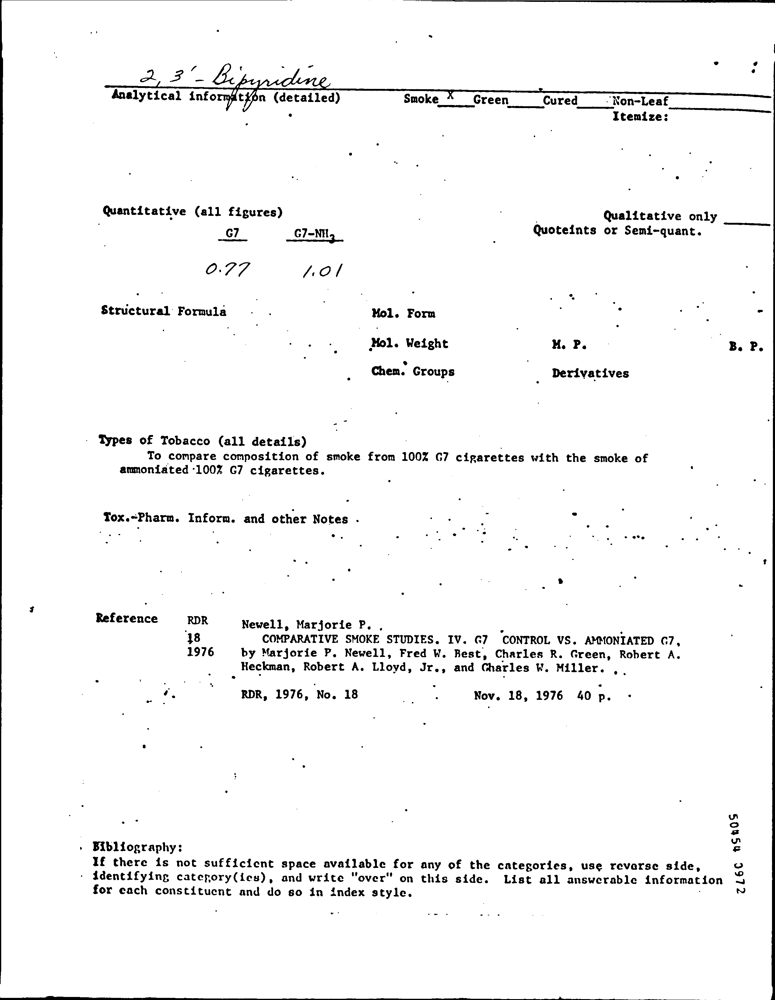 2,3'-Bipyridine
Analytical information (detailed) Smoke X Green Cured Non-Leaf
Itemize:
Quantitative (all figures) Qualitative only
G7 G7-NH3 Quoteints or Semi-quant.
0.77 1.01
Structural Formula Mol. Form
Mol. Weight M. P. B. P.
Chem. Groups Derivatives
Types of Tobacco (all details)
To compare composition of smoke from 100% G7 cigarettes with the smoke of
ammoniated 100% G7 cigarettes.
Tox.-Pharm. Inform. and other Notes
Reference RDR Newell, Marjorie P.
18 COMPARATIVE SMOKE STUDIES. IV. G7 CONTROL VS. AMMONIATED G7,
1976 by Marjorie P. Newell, Fred W. Best, Charles R. Green, Robert A.
Heckman, Robert A. Lloyd, Jr., and Charles W. Miller.
RDR, 1976, No. 18 Nov. 18, 1976 40 p.
Bibliography:
If there is not sufficient space available for any of the categories, use reverse side,
identifying category(ies), and write "over" on this side. List all answerable information
for each constituent and do so in index style.
50454 3972